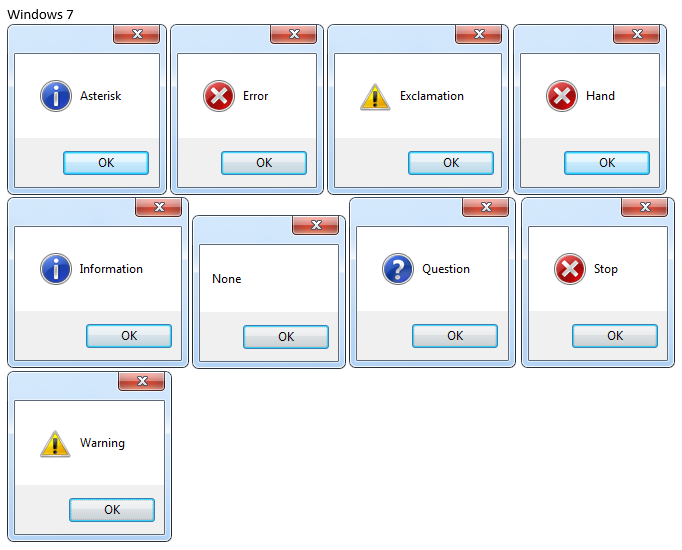 Windows 7
Asterisk
OK
Error
OK
Exclamation
OK
Hand
OK
Information
OK
None
OK
Question
OK
Stop
OK
Warning
OK